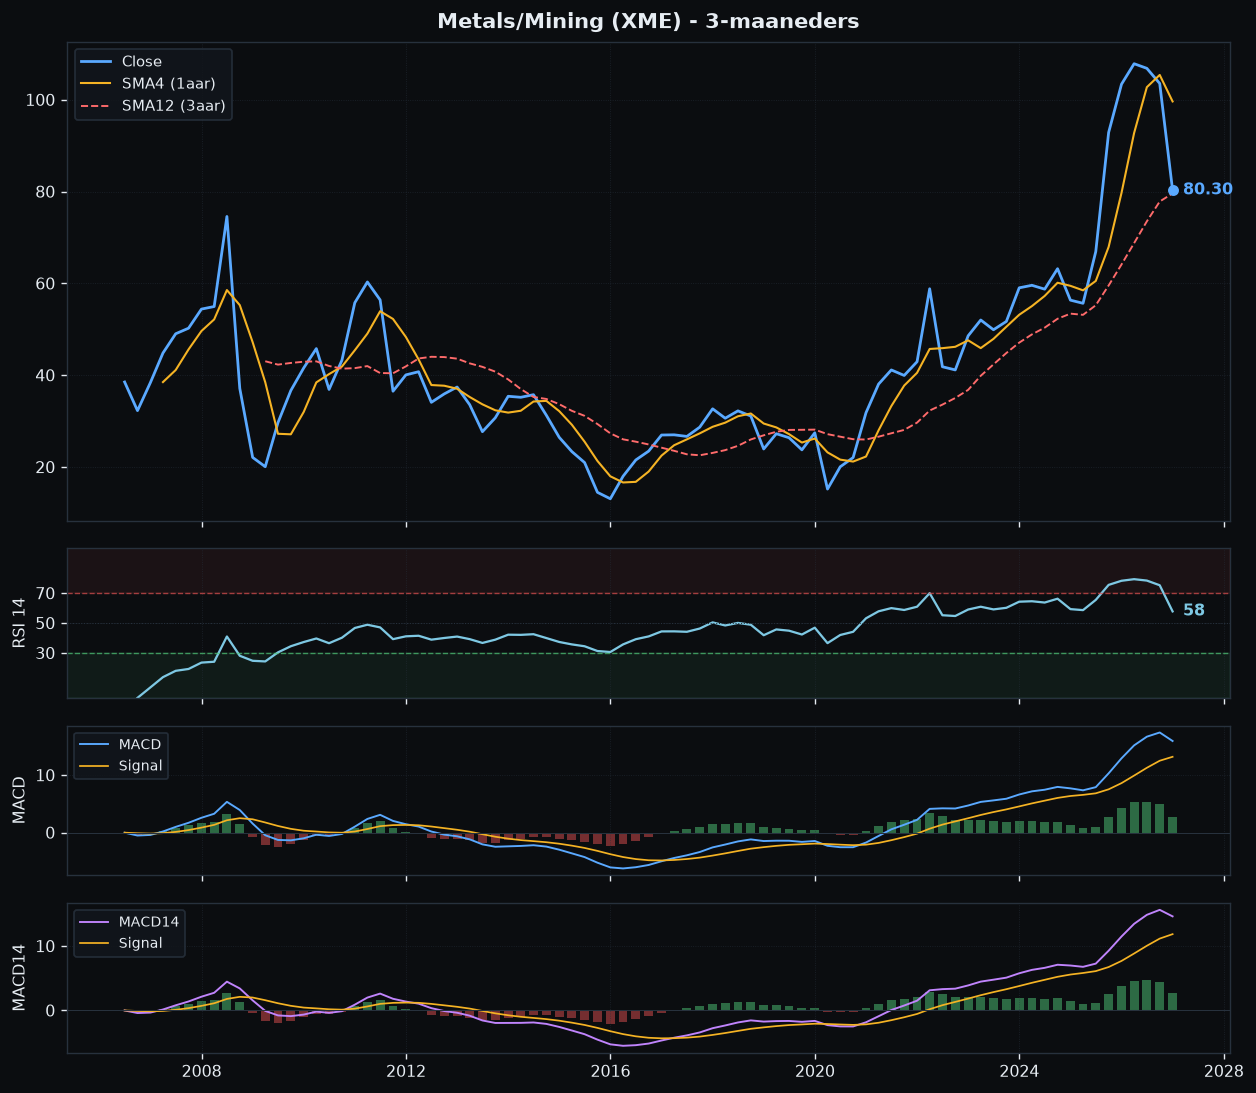 Metals/Mining (XME) - 3-maaneders
Close
SMA4 (1aar)
SMA12 (3aar)
100
80
60
40
20
80.30
RSI 14
70
50
30
58
MACD
MACD
Signal
10
0
MACD14
MACD14
Signal
10
0
2008
2012
2016
2020
2024
2028